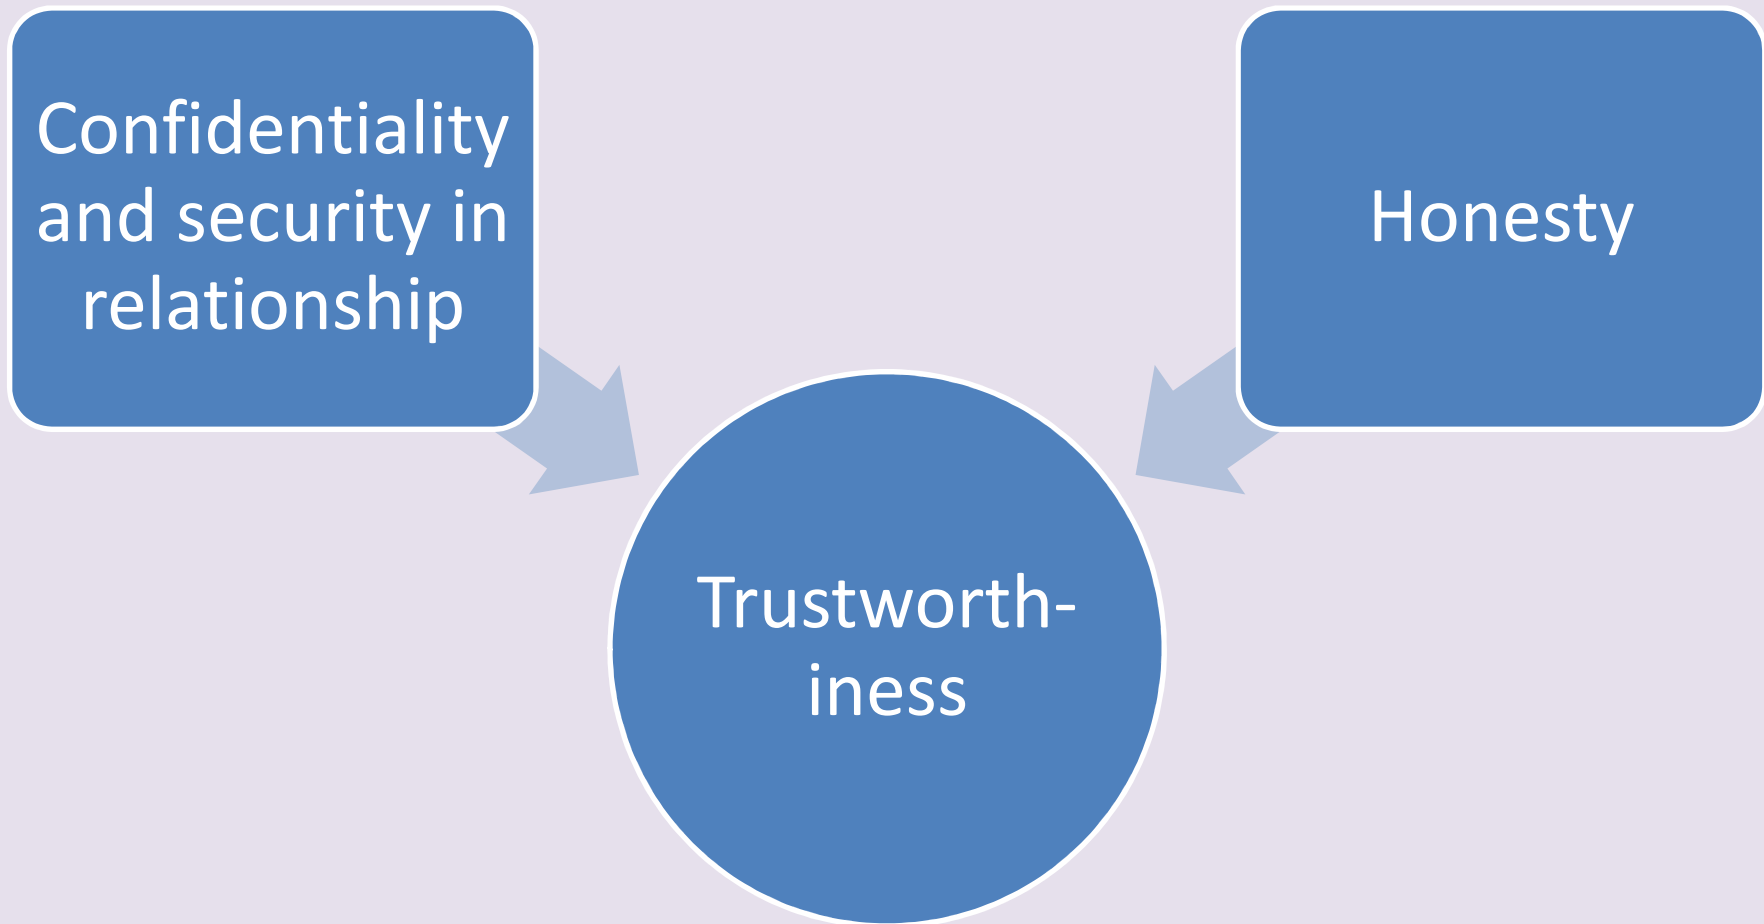 Confidentiality
and security in
relationship
Honesty
Trustworth-
iness